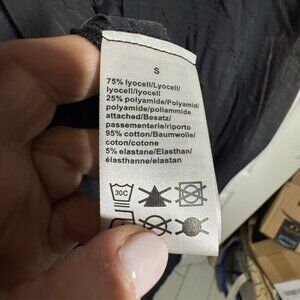 S
75% lyocell/Lyocell/
lyocell/lyocell
25% polyamide/Polyamid/
polyamide/poliammide
attached/Besatz/
passementerie/riporto
95% cotton/Baumwolle/
coton/cotone
5% elastane/Elasthan/
élasthanne/elastan
30C